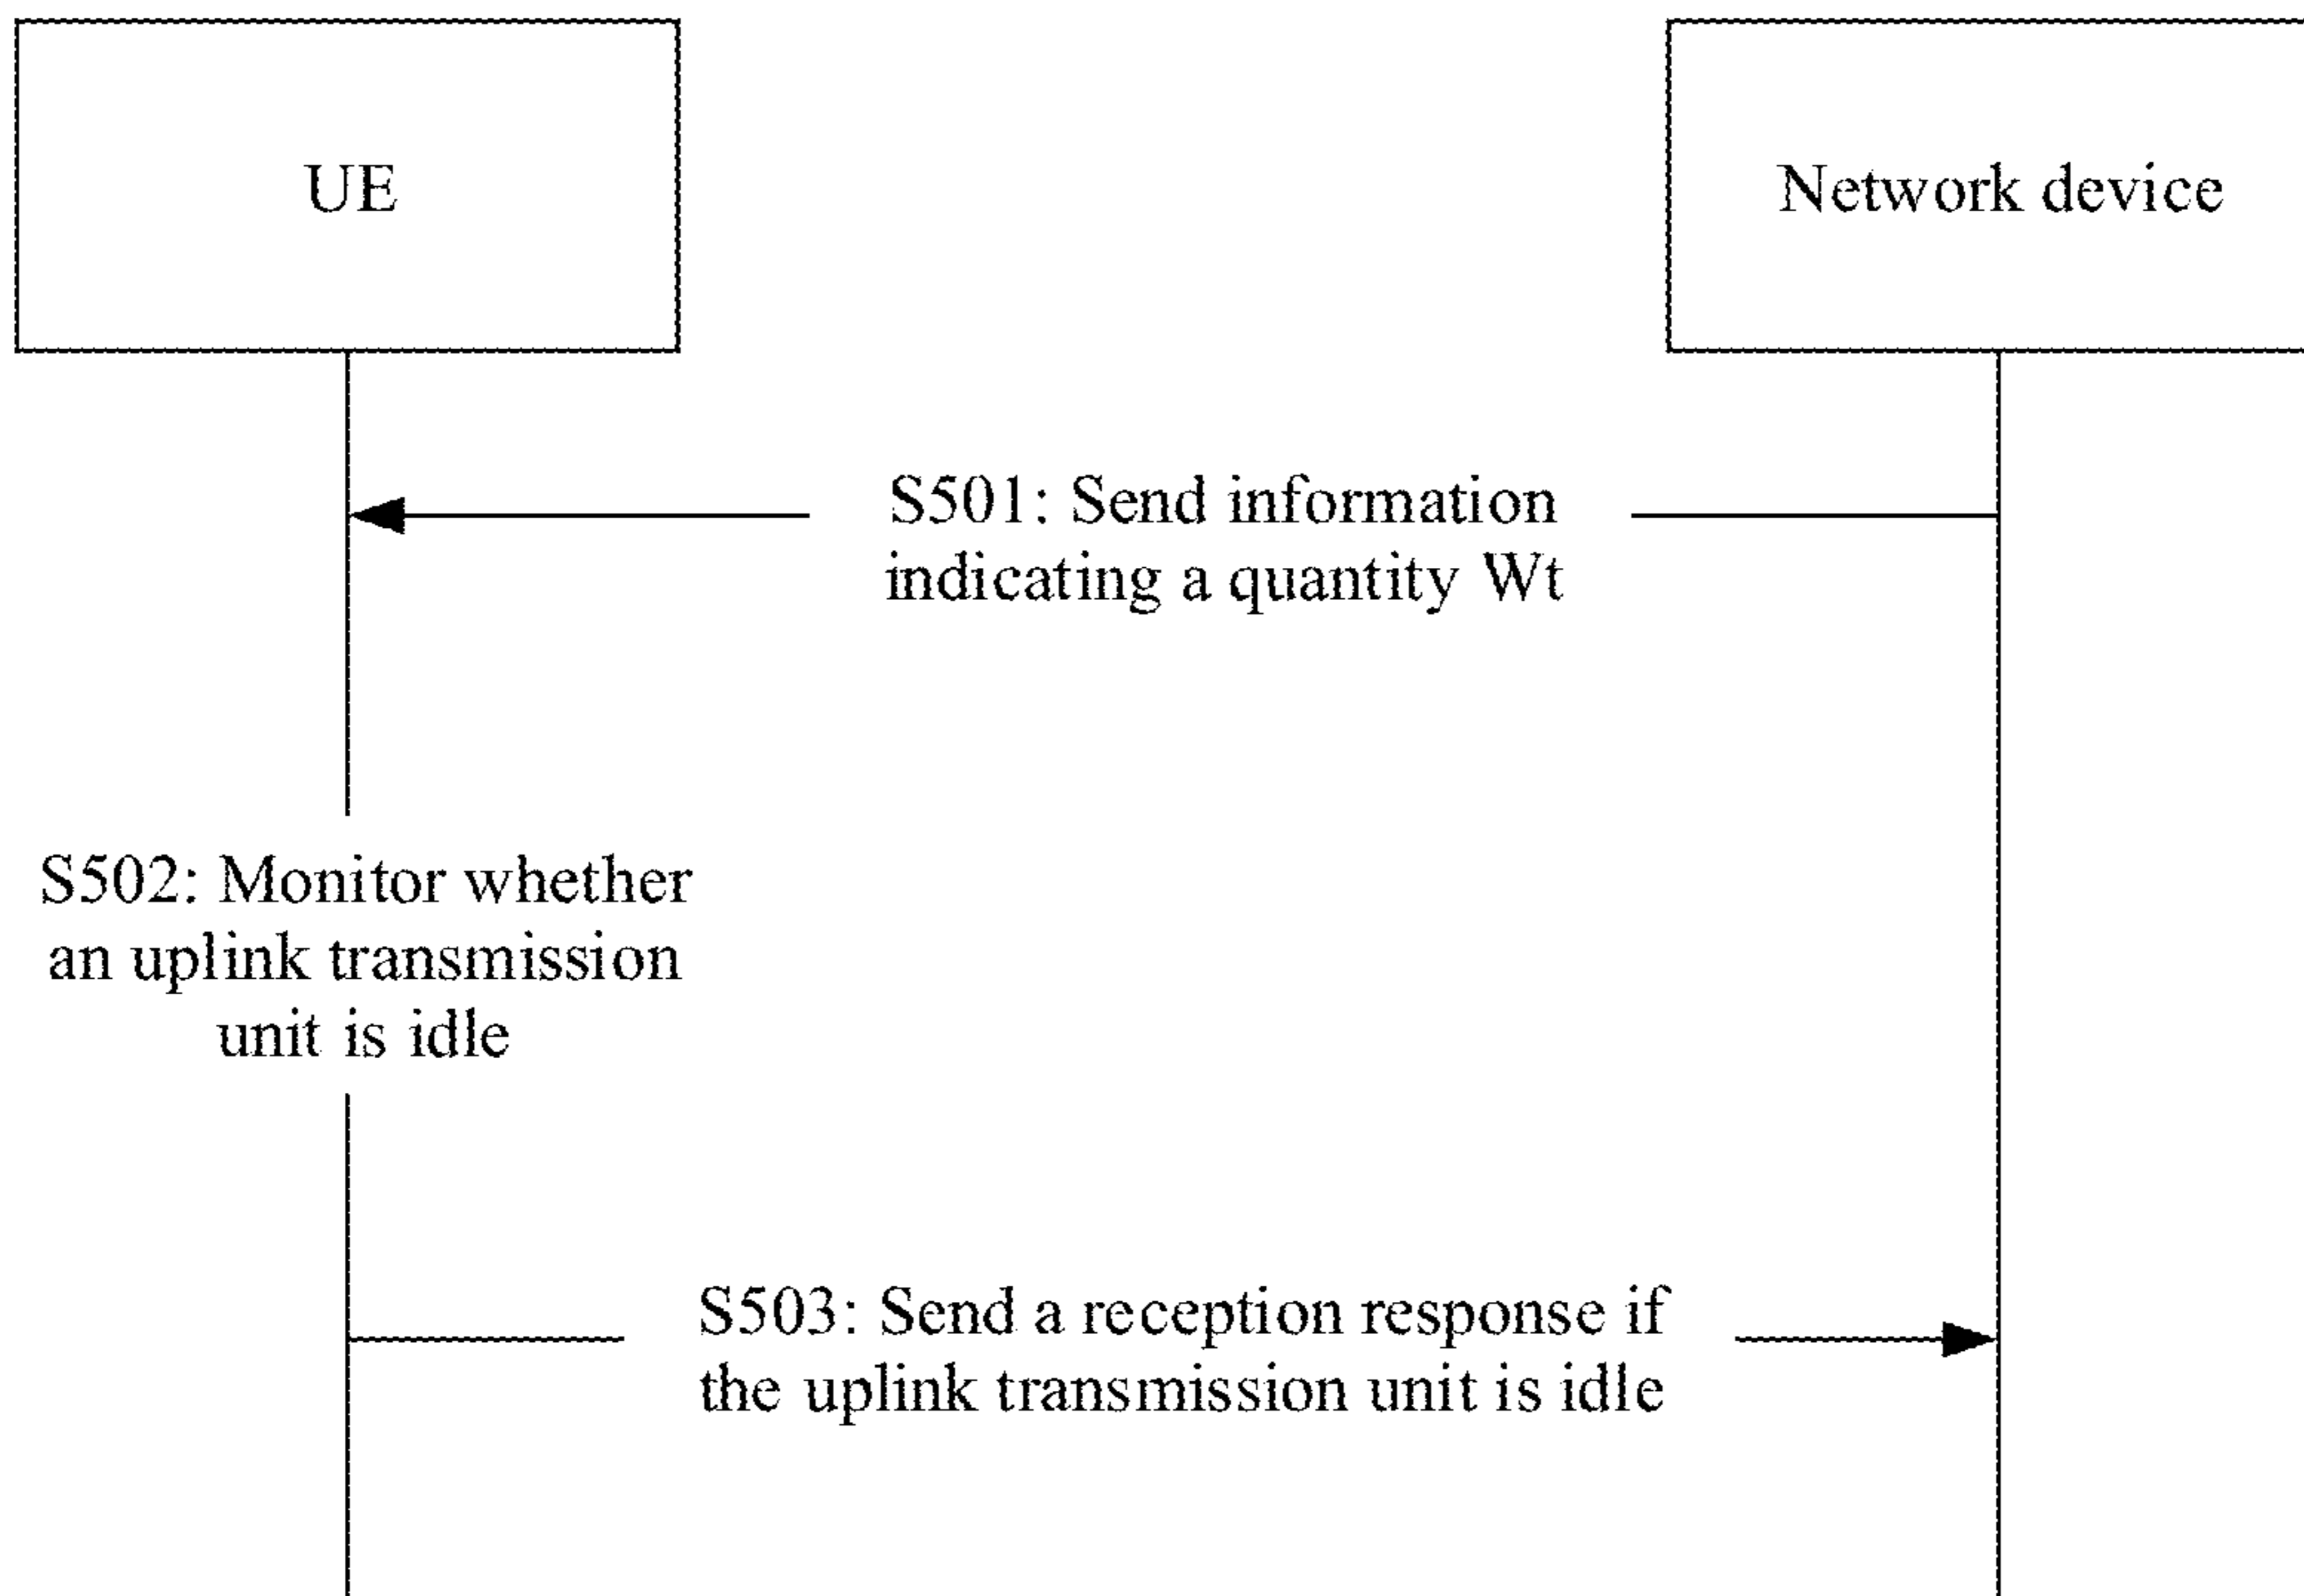 UE
Network device
S501: Send information
indicating a quantity Wt
S502: Monitor whether
an uplink transmission
unit is idle
S503: Send a reception response if
the uplink transmission unit is idle